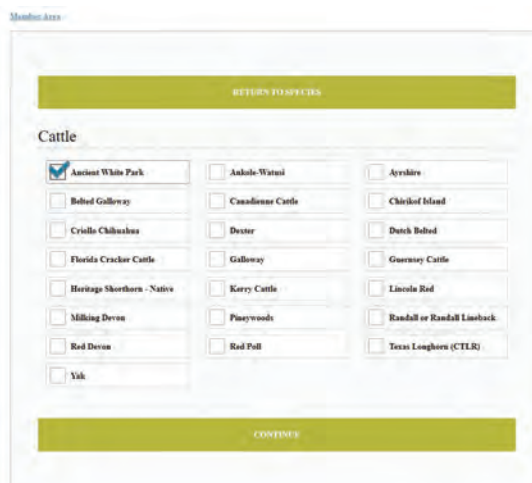 Member Area
RETURN TO SPECIES
Cattle
Ancient White Park
Ankole-Watusi
Ayrshire
Belted Galloway
Canadienne Cattle
Chirikof Island
Criollo Chihuahua
Dexter
Dutch Belted
Florida Cracker Cattle
Galloway
Guernsey Cattle
Heritage Shorthorn - Native
Kerry Cattle
Lincoln Red
Milking Devon
Pineywoods
Randall or Randall Lineback
Red Devon
Red Poll
Texas Longhorn (CTLR)
Yak
CONTINUE